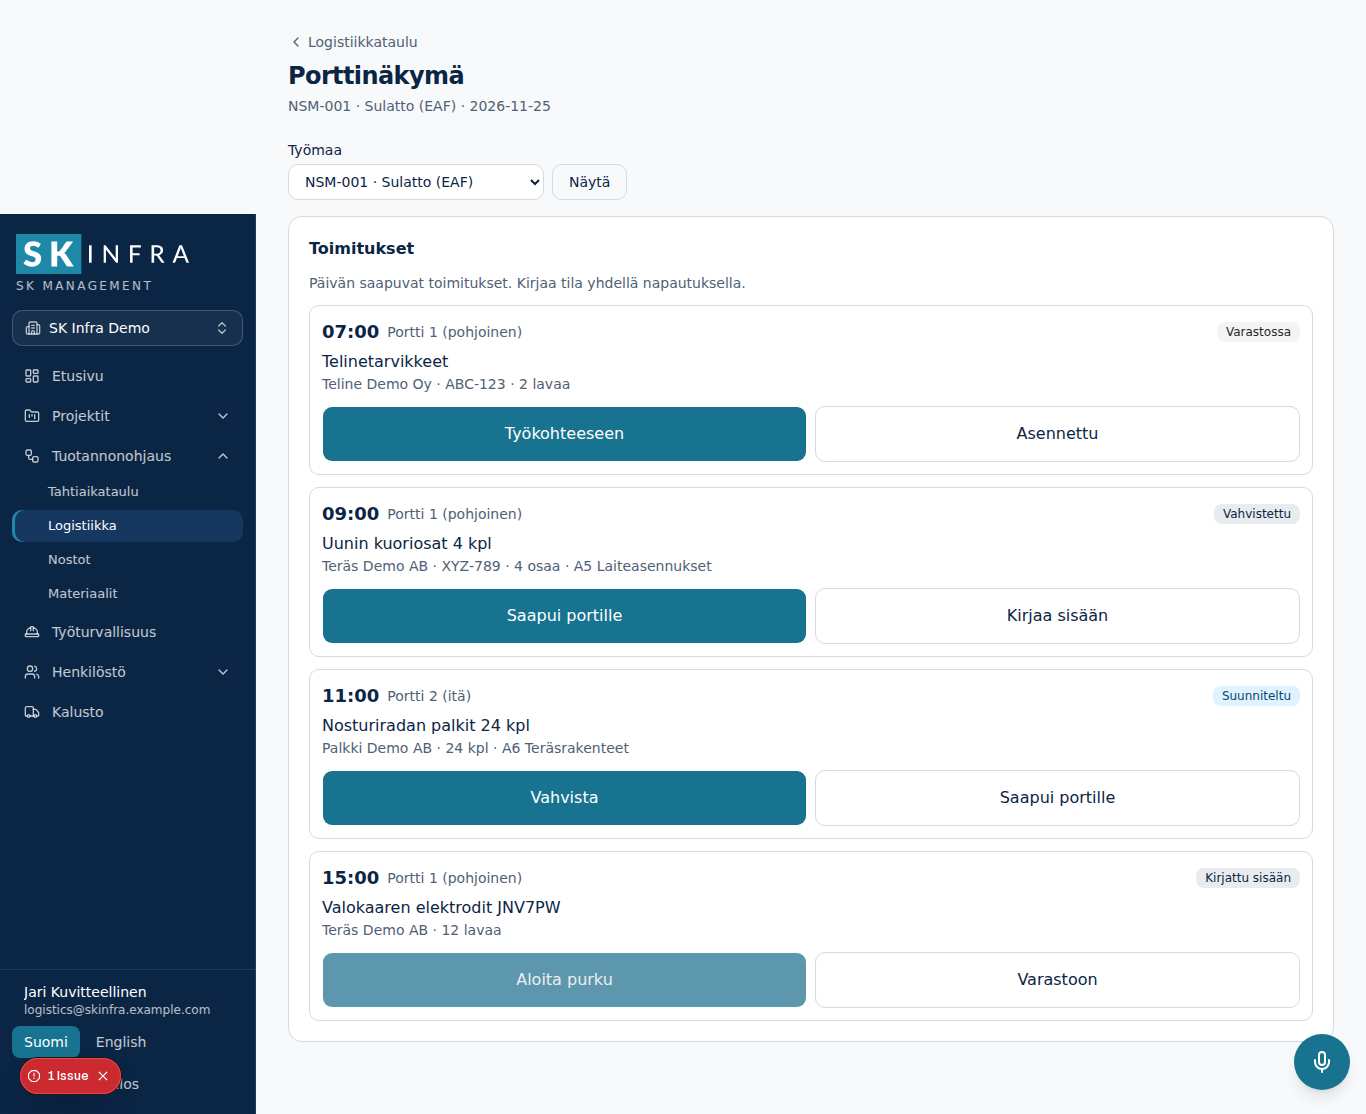 Logistiikkataulu
Porttinäkymä
NSM-001 · Sulatto (EAF) · 2026-11-25
Työmaa
NSM-001 · Sulatto (EAF)
Näytä
SK INFRA
SK MANAGEMENT
SK Infra Demo
Etusivu
Projektit
Tuotannonohjaus
Tahtiaikataulu
Logistiikka
Nostot
Materiaalit
Työturvallisuus
Henkilöstö
Kalusto
Jari Kuvitteellinen
logistics@skinfra.example.com
Suomi English
1 Issue
Toimitukset
Päivän saapuvat toimitukset. Kirjaa tila yhdellä napautuksella.
07:00 Portti 1 (pohjoinen) Varastossa
Telinetarvikkeet
Teline Demo Oy · ABC-123 · 2 lavaa
Työkohteeseen Asennettu
09:00 Portti 1 (pohjoinen) Vahvistettu
Uunin kuoriosat 4 kpl
Teräs Demo AB · XYZ-789 · 4 osaa · A5 Laiteasennukset
Saapui portille Kirjaa sisään
11:00 Portti 2 (itä) Suunniteltu
Nosturiradan palkit 24 kpl
Palkki Demo AB · 24 kpl · A6 Teräsrakenteet
Vahvista Saapui portille
15:00 Portti 1 (pohjoinen) Kirjattu sisään
Valokaaren elektrodit JNV7PW
Teräs Demo AB · 12 lavaa
Aloita purku Varastoon